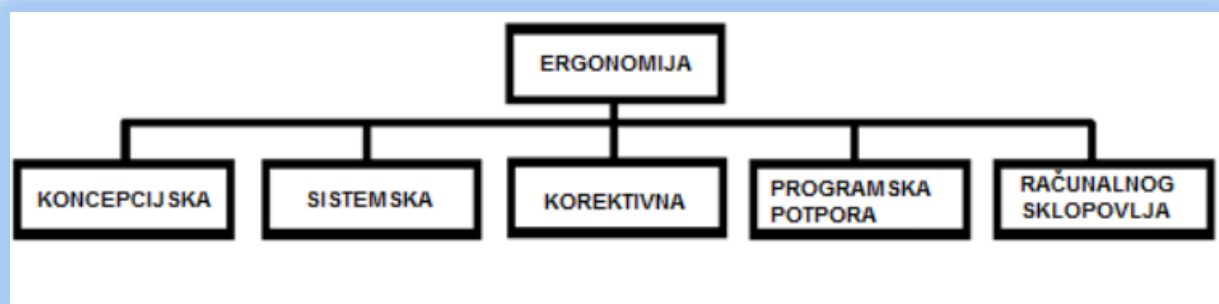 ERGONOMIJA
KONCEPCIJSKA
SISTEMSKA
KOREKTIVNA
PROGRAMSKA
POTPORA
RAČUNALNOG
SKLOPOVLJA